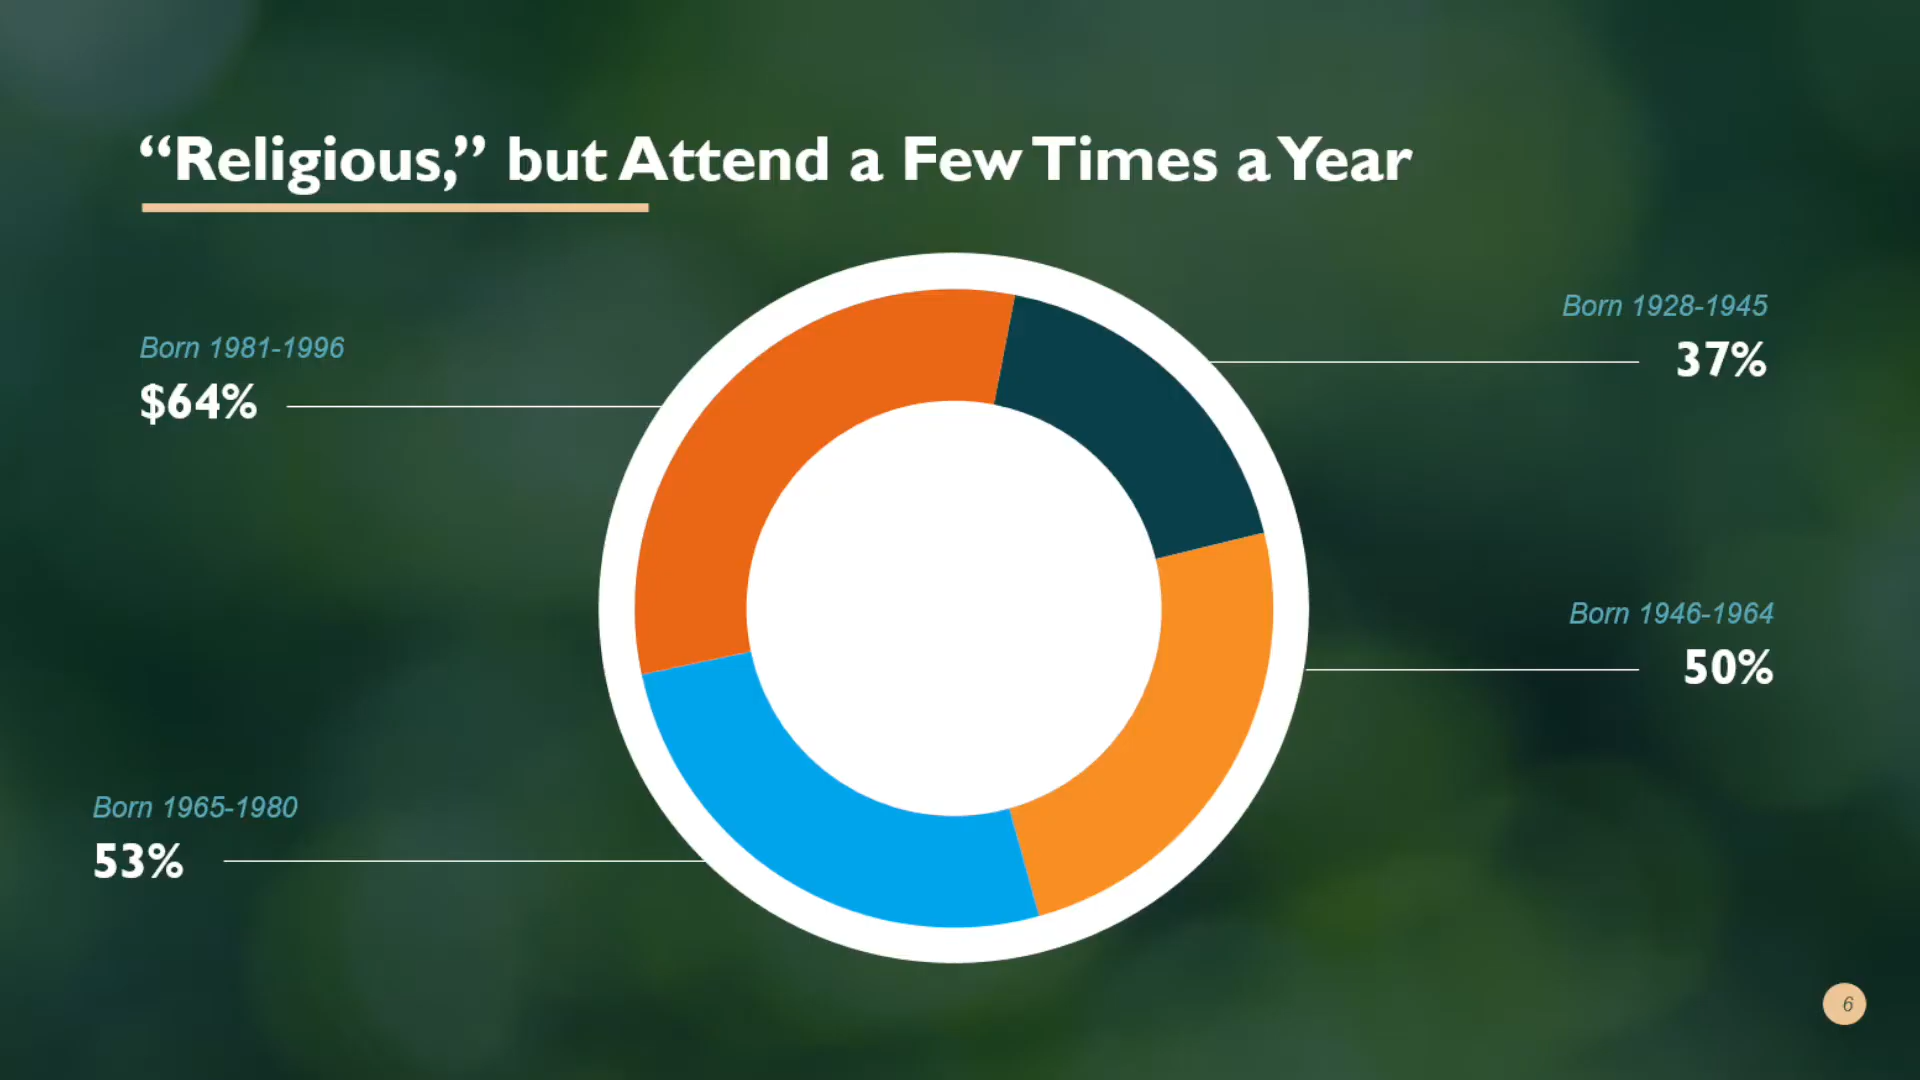 “Religious,” but Attend a Few Times a Year
Born 1928-1945
37%
Born 1981-1996
$64%
Born 1946-1964
50%
Born 1965-1980
53%
6